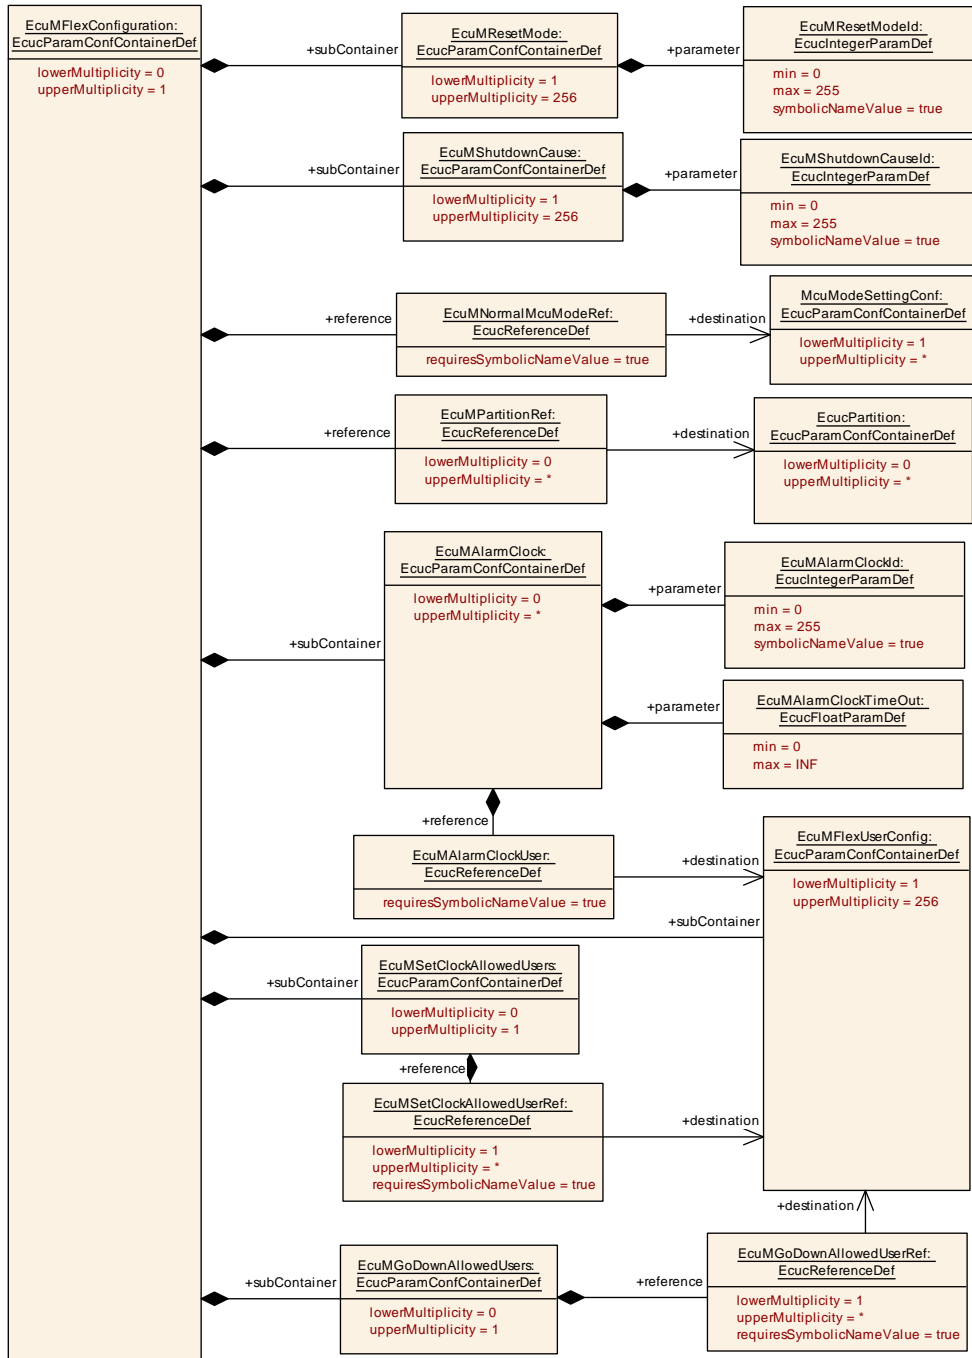 EcuMFlexConfiguration:
EcucParamConfContainerDef
lowerMultiplicity = 0
upperMultiplicity = 1
+subContainer
EcuMResetMode:
EcucParamConfContainerDef
lowerMultiplicity = 1
upperMultiplicity = 256
+parameter
EcuMResetModeId:
EcucIntegerParamDef
min = 0
max = 255
symbolicNameValue = true
+subContainer
EcuMShutdownCause:
EcucParamConfContainerDef
lowerMultiplicity = 1
upperMultiplicity = 256
+parameter
EcuMShutdownCauseId:
EcucIntegerParamDef
min = 0
max = 255
symbolicNameValue = true
+reference
EcuMNormalMcuModeRef:
EcucReferenceDef
requiresSymbolicNameValue = true
+destination
McuModeSettingConf:
EcucParamConfContainerDef
lowerMultiplicity = 1
upperMultiplicity = *
+reference
EcuMPartitionRef:
EcucReferenceDef
lowerMultiplicity = 0
upperMultiplicity = *
+destination
EcucPartition:
EcucParamConfContainerDef
lowerMultiplicity = 0
upperMultiplicity = *
+subContainer
EcuMAlarmClock:
EcucParamConfContainerDef
lowerMultiplicity = 0
upperMultiplicity = *
+parameter
EcuMAlarmClockId:
EcucIntegerParamDef
min = 0
max = 255
symbolicNameValue = true
+parameter
EcuMAlarmClockTimeOut:
EcucFloatParamDef
min = 0
max = INF
+reference
EcuMAlarmClockUser:
EcucReferenceDef
requiresSymbolicNameValue = true
+destination
EcuMFlexUserConfig:
EcucParamConfContainerDef
lowerMultiplicity = 1
upperMultiplicity = 256
+subContainer
+subContainer
EcuMSetClockAllowedUsers:
EcucParamConfContainerDef
lowerMultiplicity = 0
upperMultiplicity = 1
+reference
EcuMSetClockAllowedUserRef:
EcucReferenceDef
lowerMultiplicity = 1
upperMultiplicity = *
requiresSymbolicNameValue = true
+destination
+destination
+subContainer
EcuMGoDownAllowedUsers:
EcucParamConfContainerDef
lowerMultiplicity = 0
upperMultiplicity = 1
+reference
EcuMGoDownAllowedUserRef:
EcucReferenceDef
lowerMultiplicity = 1
upperMultiplicity = *
requiresSymbolicNameValue = true